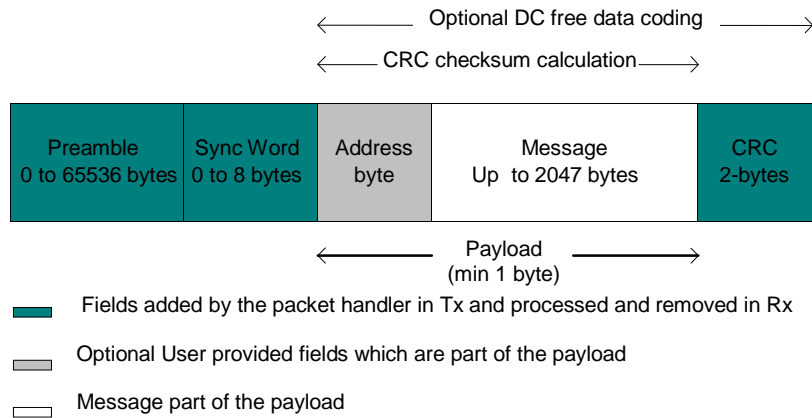 Optional DC free data coding
CRC checksum calculation
Preamble
0 to 65536 bytes
Sync Word
0 to 8 bytes
Address
byte
Message
Up to 2047 bytes
CRC
2-bytes
Payload
(min 1 byte)
Fields added by the packet handler in Tx and processed and removed in Rx
Optional User provided fields which are part of the payload
Message part of the payload